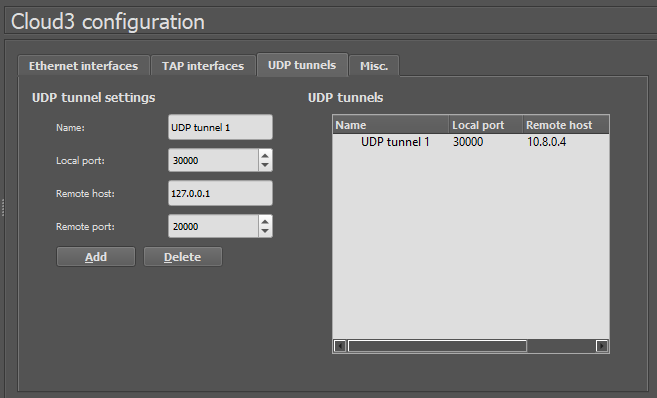 Cloud3 configuration
Ethernet interfaces TAP interfaces UDP tunnels Misc.
UDP tunnel settings
Name: UDP tunnel 1
Local port: 30000
Remote host: 127.0.0.1
Remote port: 20000
Add Delete
UDP tunnels
Name Local port Remote host
UDP tunnel 1 30000 10.8.0.4